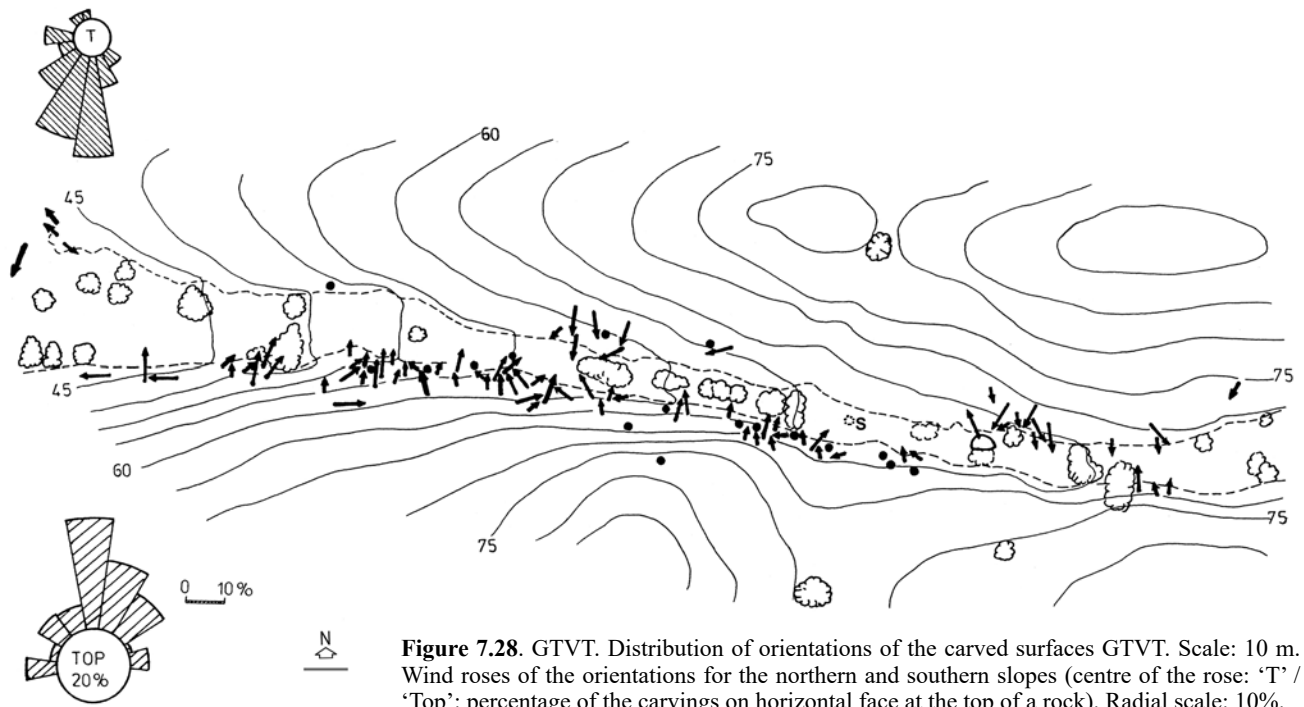 T
60
75
45
75
45
S
60
75
75
0 10%
TOP
20%
N
Figure 7.28. GTVT. Distribution of orientations of the carved surfaces GTVT. Scale: 10 m.
Wind roses of the orientations for the northern and southern slopes (centre of the rose: ‘T’ /
‘Top’: percentage of the carvings on horizontal face at the top of a rock). Radial scale: 10%.